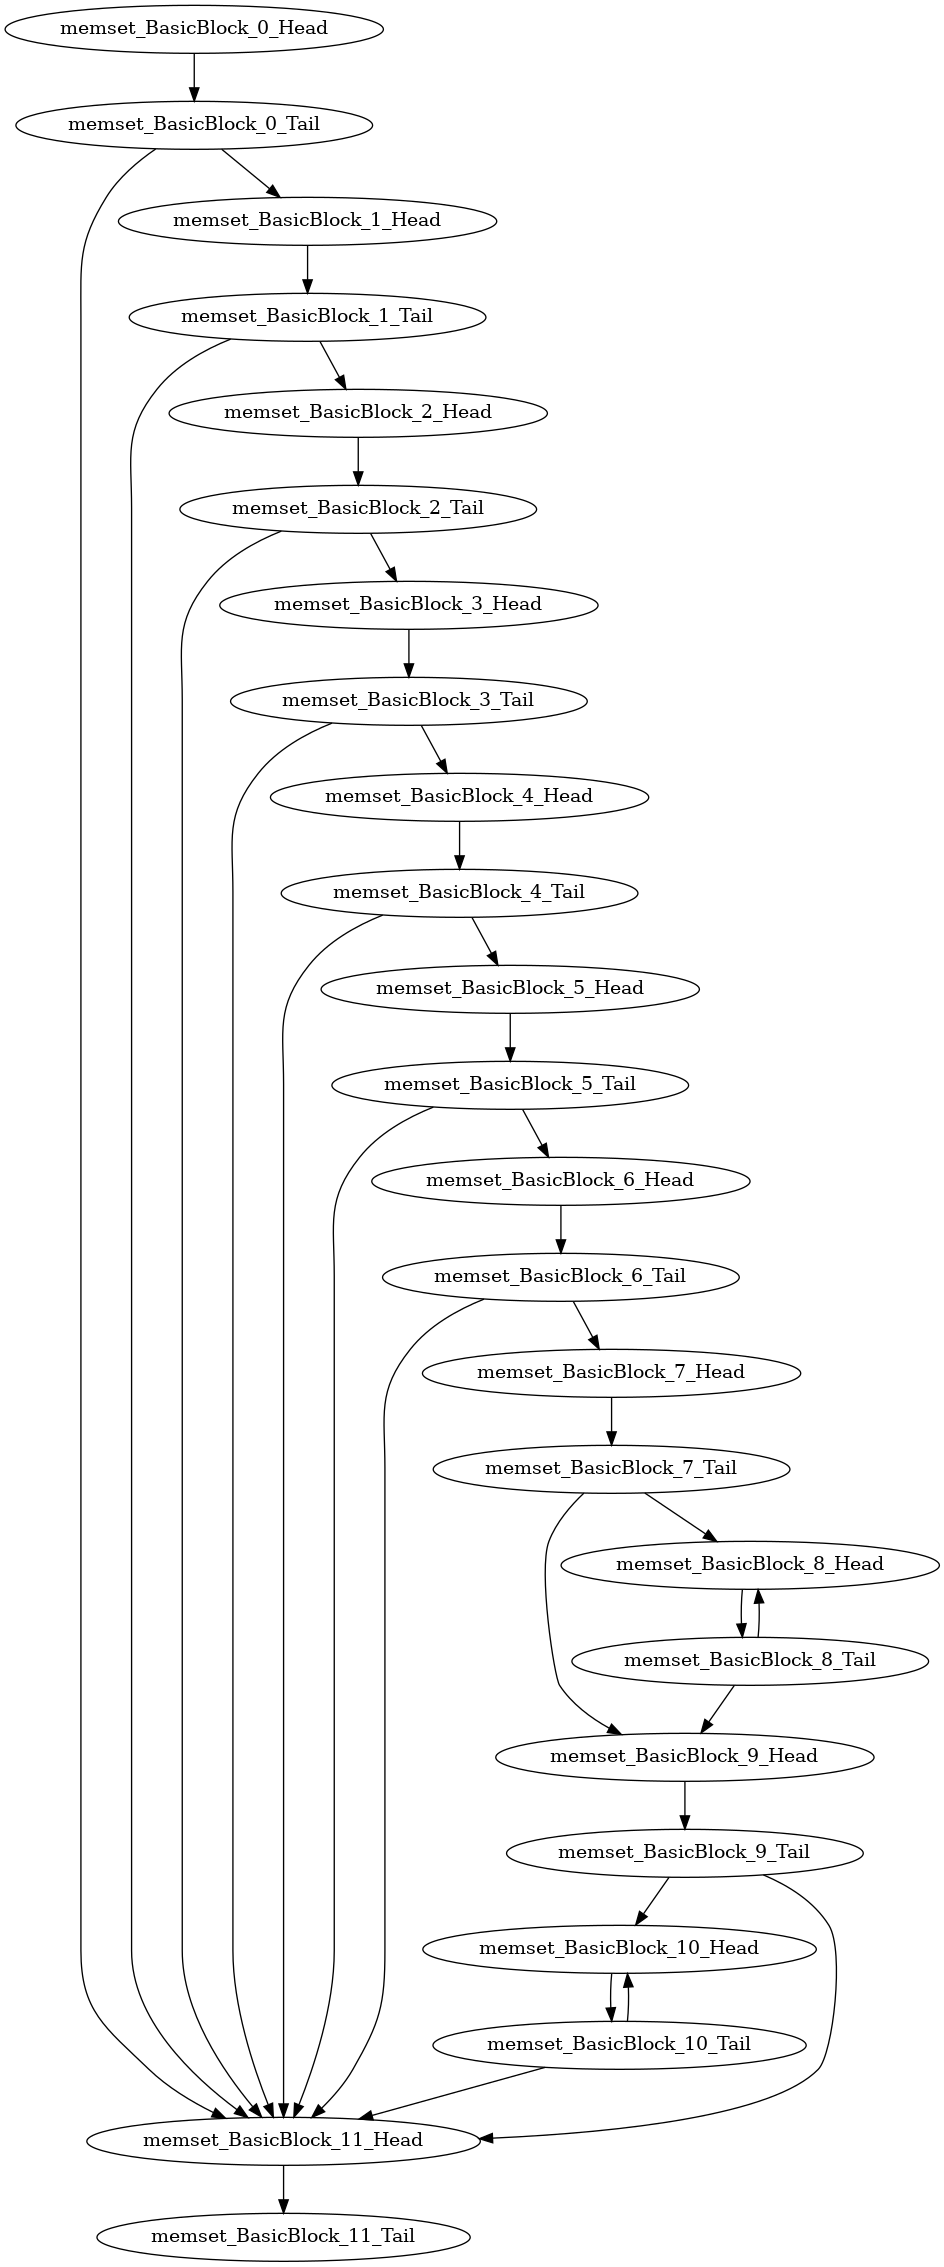 memset_BasicBlock_0_Head
memset_BasicBlock_0_Tail
memset_BasicBlock_1_Head
memset_BasicBlock_1_Tail
memset_BasicBlock_2_Head
memset_BasicBlock_2_Tail
memset_BasicBlock_3_Head
memset_BasicBlock_3_Tail
memset_BasicBlock_4_Head
memset_BasicBlock_4_Tail
memset_BasicBlock_5_Head
memset_BasicBlock_5_Tail
memset_BasicBlock_6_Head
memset_BasicBlock_6_Tail
memset_BasicBlock_7_Head
memset_BasicBlock_7_Tail
memset_BasicBlock_8_Head
memset_BasicBlock_8_Tail
memset_BasicBlock_9_Head
memset_BasicBlock_9_Tail
memset_BasicBlock_10_Head
memset_BasicBlock_10_Tail
memset_BasicBlock_11_Head
memset_BasicBlock_11_Tail